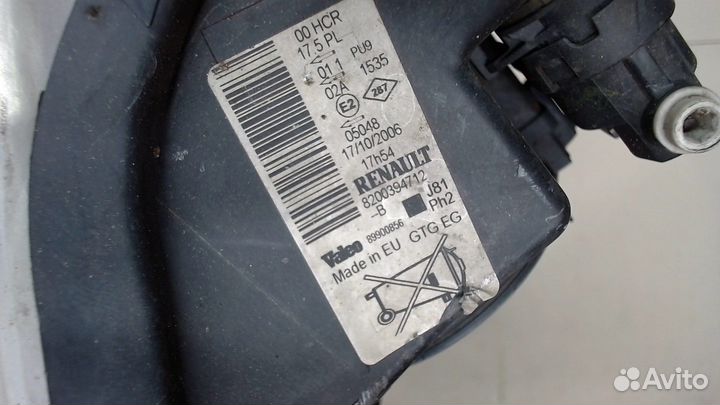 00 HCR
17.5 PL
01 1 PU9
02A 1535
E2 287
05048
17/10/2006
17h54
RENAULT
8200394712
-B J81
Ph2
Valeo 89900856
Made in EU GTG EG
Avito